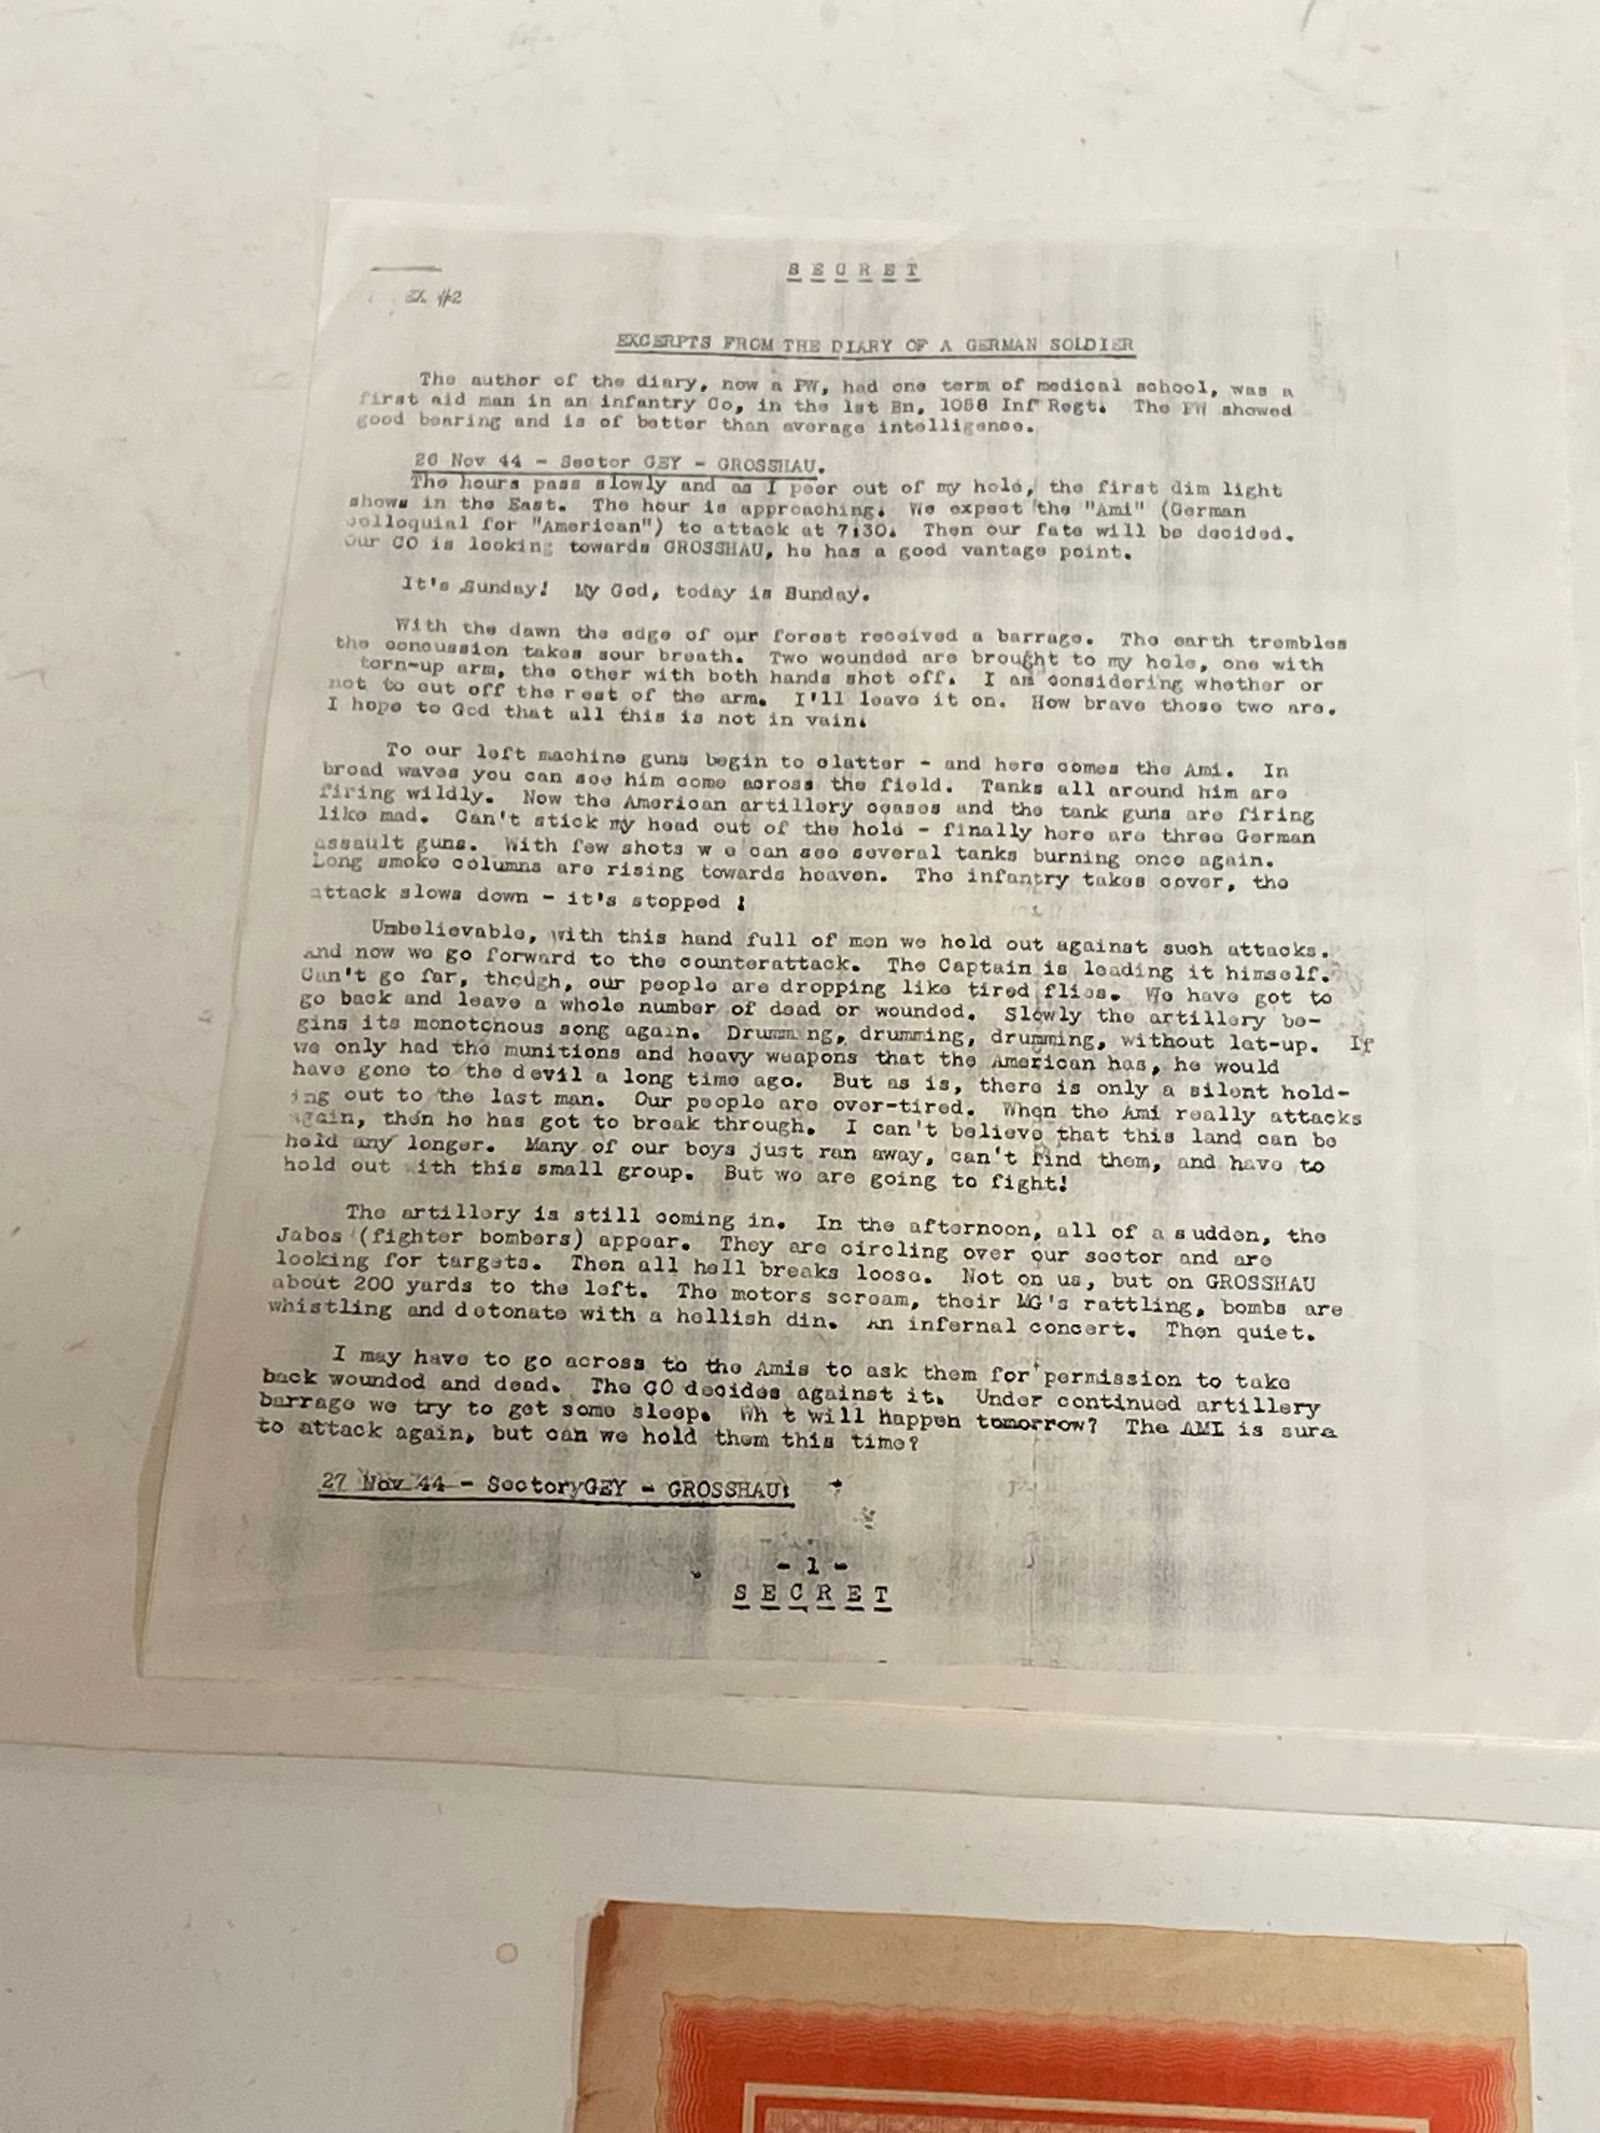 S E C R E T
EX #2
EXCERPTS FROM THE DIARY OF A GERMAN SOLDIER
The author of the diary, now a PW, had one term of medical school, was a
first aid man in an infantry Co, in the 1st Bn, 1058 Inf Regt. The PW showed
good bearing and is of better than average intelligence.
26 Nov 44 - Sector GEY - GROSSHAU.
The hours pass slowly and as I peer out of my hole, the first dim light
shows in the East. The hour is approaching. We expect the "Ami" (German
colloquial for "American") to attack at 7:30. Then our fate will be decided.
Our CO is looking towards GROSSHAU, he has a good vantage point.
It's Sunday! My God, today is Sunday.
With the dawn the edge of our forest received a barrage. The earth trembles
the concussion takes sour breath. Two wounded are brought to my hole, one with
torn-up arm, the other with both hands shot off. I am considering whether or
not to cut off the rest of the arm. I'll leave it on. How brave those two are.
I hope to God that all this is not in vain.
To our left machine guns begin to clatter - and here comes the Ami. In
broad waves you can see him come across the field. Tanks all around him are
firing wildly. Now the American artillery ceases and the tank guns are firing
like mad. Can't stick my head out of the hole - finally here are three German
assault guns. With few shots w e can see several tanks burning once again.
Long smoke columns are rising towards heaven. The infantry takes cover, the
attack slows down - it's stopped !
Unbelievable, with this hand full of men we hold out against such attacks.
And now we go forward to the counterattack. The Captain is leading it himself.
Can't go far, though, our people are dropping like tired flies. We have got to
go back and leave a whole number of dead or wounded. Slowly the artillery be-
gins its monotonous song again. Drumming, drumming, drumming, without let-up. If
we only had the munitions and heavy weapons that the American has, he would
have gone to the devil a long time ago. But as is, there is only a silent hold-
ing out to the last man. Our people are over-tired. When the Ami really attacks
again, then he has got to break through. I can't believe that this land can be
held any longer. Many of our boys just ran away, can't find them, and have to
hold out ith this small group. But we are going to fight!
The artillery is still coming in. In the afternoon, all of a sudden, the
Jabos (fighter bombers) appear. They are circling over our sector and are
looking for targets. Then all hell breaks loose. Not on us, but on GROSSHAU
about 200 yards to the left. The motors scream, their MG's rattling, bombs are
whistling and detonate with a hellish din. An infernal concert. Then quiet.
I may have to go across to the Amis to ask them for permission to take
back wounded and dead. The CO decides against it. Under continued artillery
barrage we try to get some sleep. Wh t will happen tomorrow? The AMI is sure
to attack again, but can we hold them this time?
27 Nov 44 - SectoryGEY - GROSSHAU:
- 1 -
S E C R E T